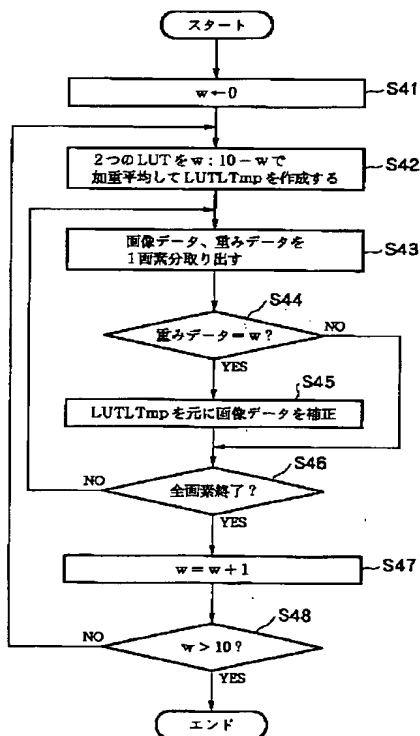 スタート
w←0
S41
2つのLUTをw:10−wで
加重平均してLUTLTmpを作成する
S42
画像データ、重みデータを
1画素分取り出す
S43
S44
重みデータ=w?
NO
YES
S45
LUTLTmpを元に画像データを補正
S46
NO
全画素終了?
YES
w=w+1
S47
S48
NO
w>10?
YES
エンド